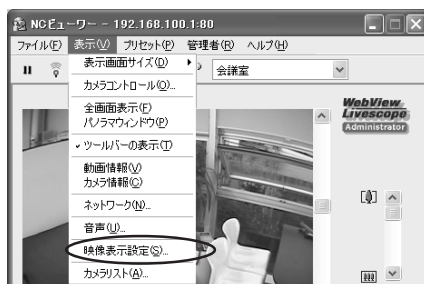 NCビューワー - 192.168.100.1:80
ファイル(F) 表示(V) プリセット(P) 管理者(R) ヘルプ(H)
表示画面サイズ(D)
会議室
カメラコントロール(O)...
全画面表示(F)
パノラマウィンドウ(P)
ツールバーの表示(T)
動画情報(V)
カメラ情報(C)
ネットワーク(N)...
音声(U)...
映像表示設定(S)...
カメラリスト(A)...
WebView
Livescope
Administrator